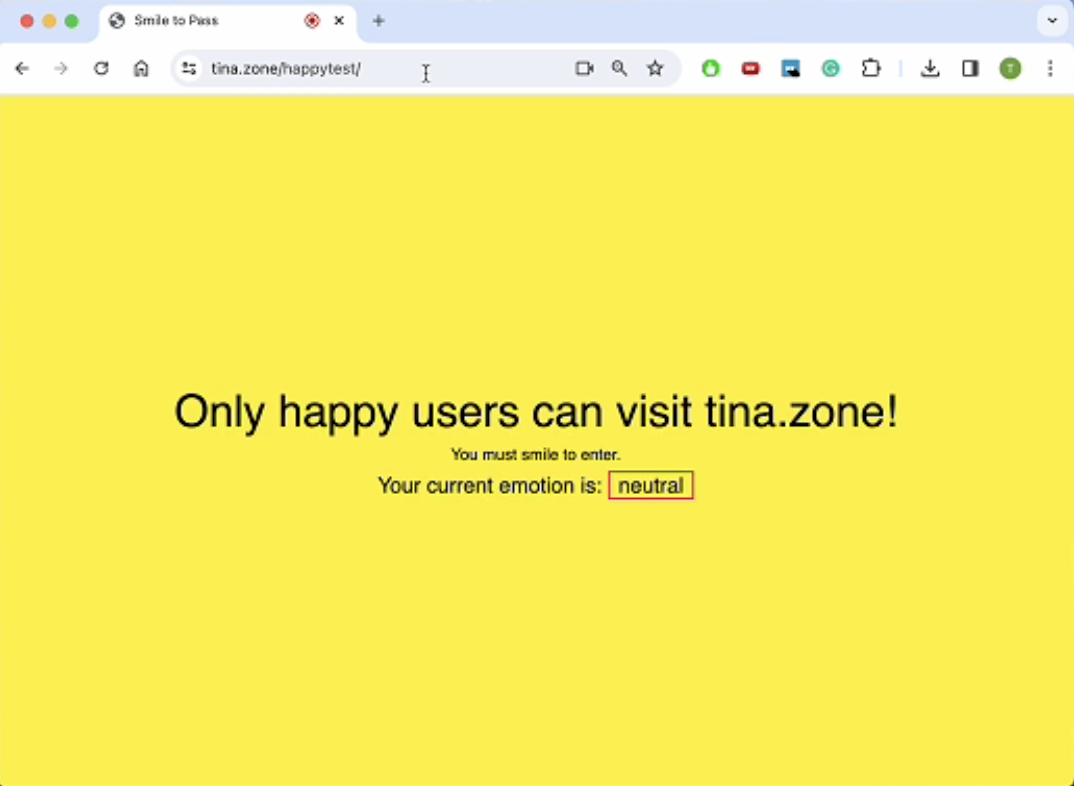 Smile to Pass
tina.zone/happytest/
T
Only happy users can visit tina.zone!
You must smile to enter.
Your current emotion is: neutral